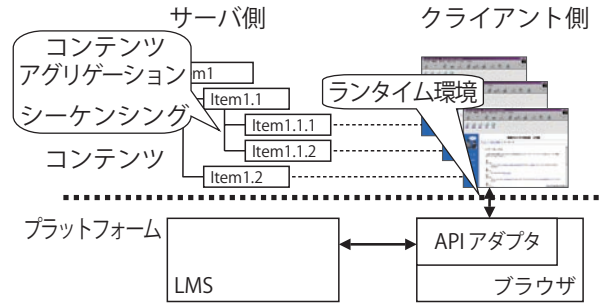 サーバ側
クライアント側
コンテンツ
アグリゲーション
シーケンシング
m1
Item1.1
Item1.1.1
Item1.1.2
Item1.2
コンテンツ
ランタイム環境
プラットフォーム
LMS
APIアダプタ
ブラウザ